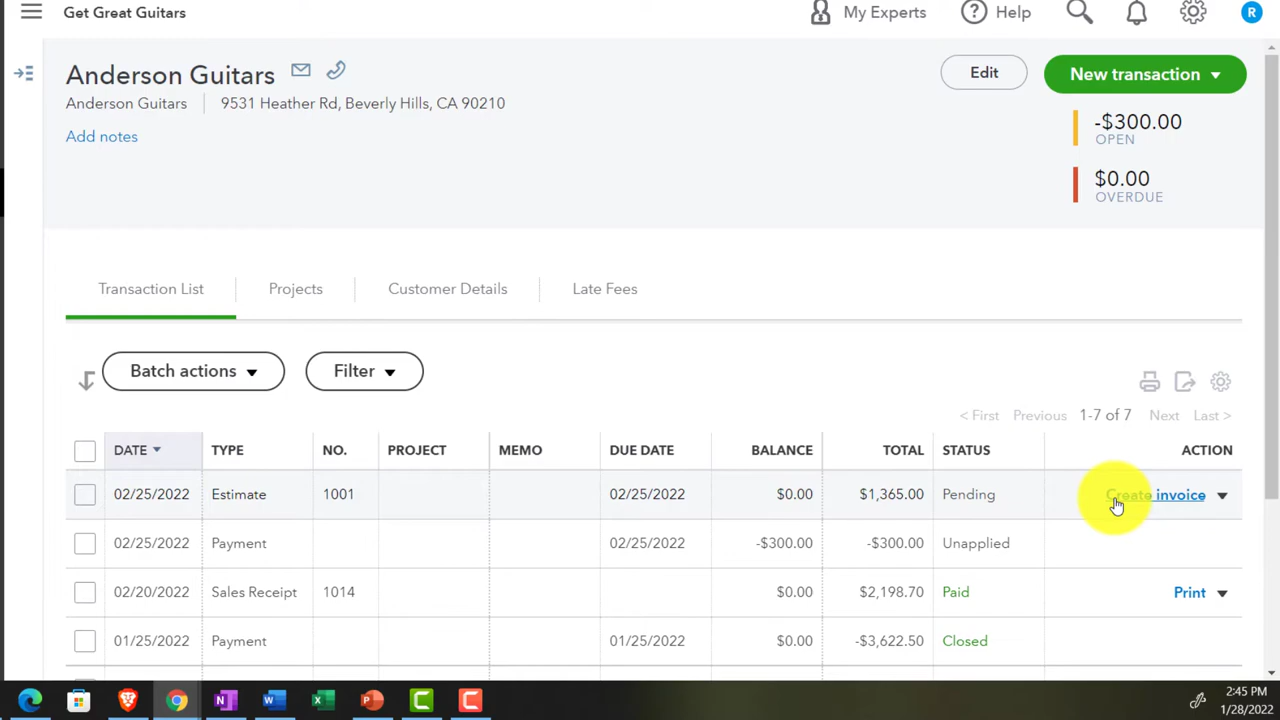 Get Great Guitars
My Experts
Help
R
Anderson Guitars
Edit
New transaction
Anderson Guitars
9531 Heather Rd, Beverly Hills, CA 90210
Add notes
-$300.00
OPEN
$0.00
OVERDUE
Transaction List
Projects
Customer Details
Late Fees
Batch actions
Filter
< First Previous 1-7 of 7 Next Last >
DATE TYPE NO. PROJECT MEMO DUE DATE BALANCE TOTAL STATUS ACTION
02/25/2022 Estimate 1001 02/25/2022 $0.00 $1,365.00 Pending Create invoice
02/25/2022 Payment 02/25/2022 -$300.00 -$300.00 Unapplied
02/20/2022 Sales Receipt 1014 $0.00 $2,198.70 Paid Print
01/25/2022 Payment 01/25/2022 $0.00 -$3,622.50 Closed
2:45 PM
1/28/2022